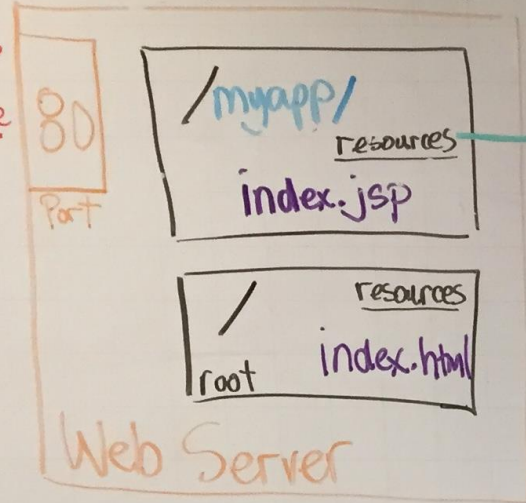 80
Port
/myapp/
resources
index.jsp
/
resources
index.html
root
Web Server